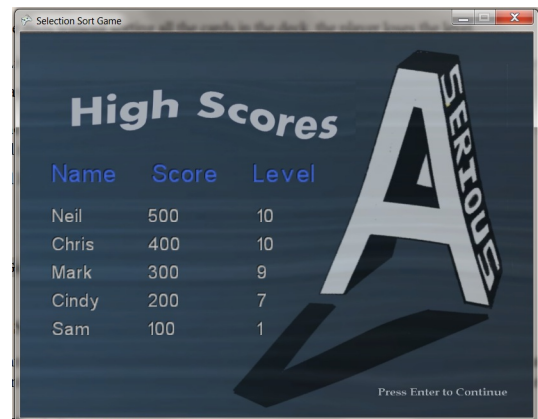 Selection Sort Game
High Scores
A SERIOUS
Name Score Level
Neil 500 10
Chris 400 10
Mark 300 9
Cindy 200 7
Sam 100 1
Press Enter to Continue